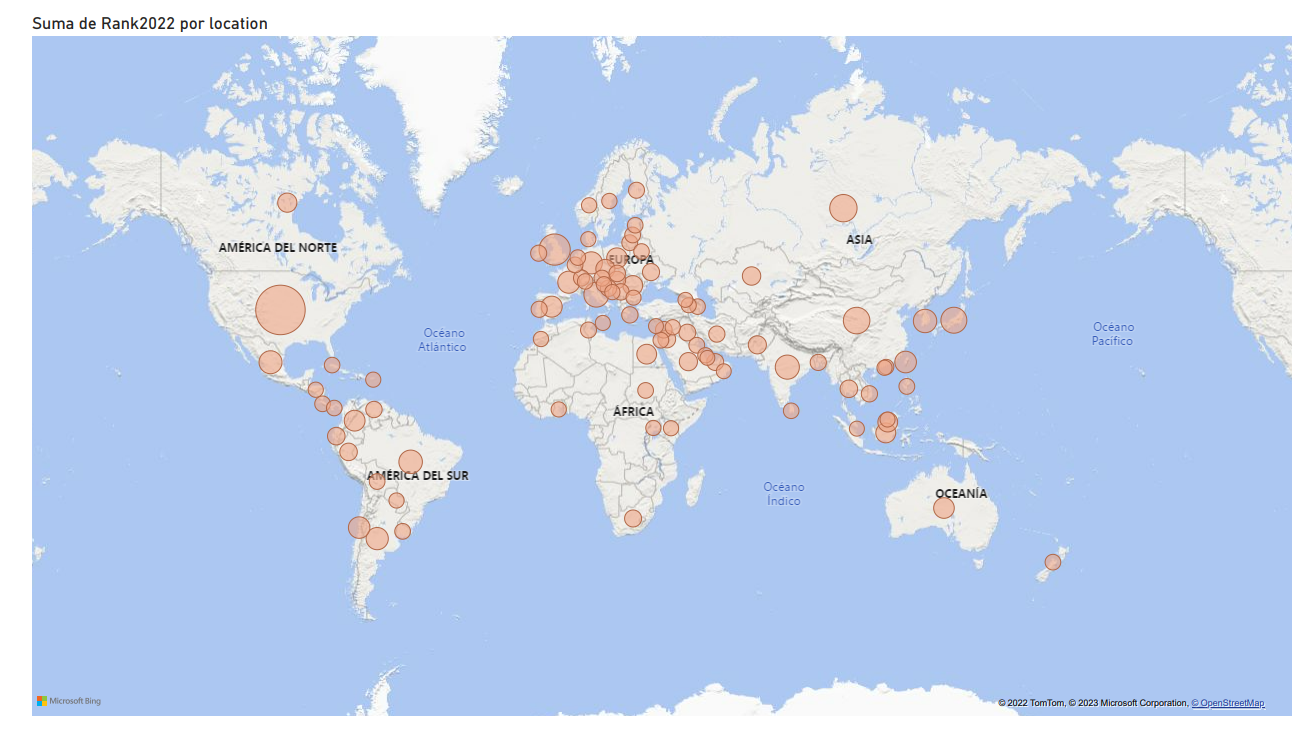 Suma de Rank2022 por location
AMÉRICA DEL NORTE
ASIA
EUROPA
Océano
Atlántico
Océano
Pacífico
ÁFRICA
AMÉRICA DEL SUR
Océano
Índico
OCEANÍA
Microsoft Bing
© 2022 TomTom, © 2023 Microsoft Corporation, © OpenStreetMap